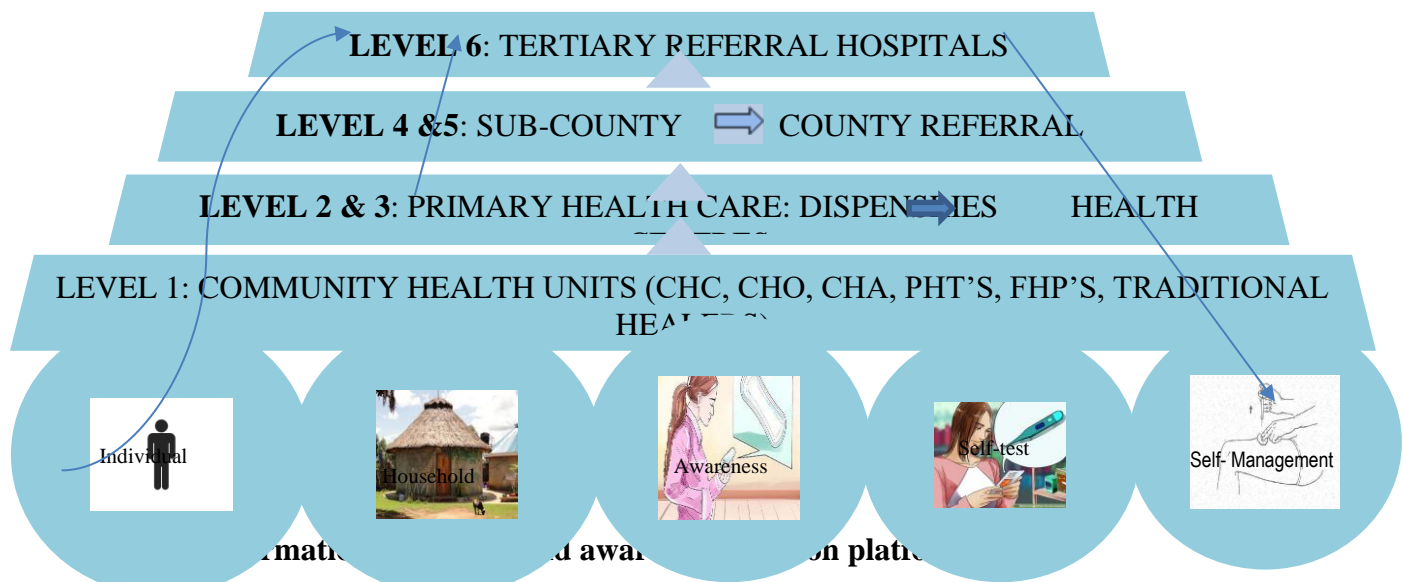 LEVEL 6: TERTIARY REFERRAL HOSPITALS
LEVEL 4 &5: SUB-COUNTY COUNTY REFERRAL
LEVEL 2 & 3: PRIMARY HEALTH CARE: HEALTH
LEVEL 1: COMMUNITY HEALTH UNITS (CHC, CHO, CHA, PHT’S, FHP’S, TRADITIONAL
Individual
Household
Awareness
Self-test
Self- Management